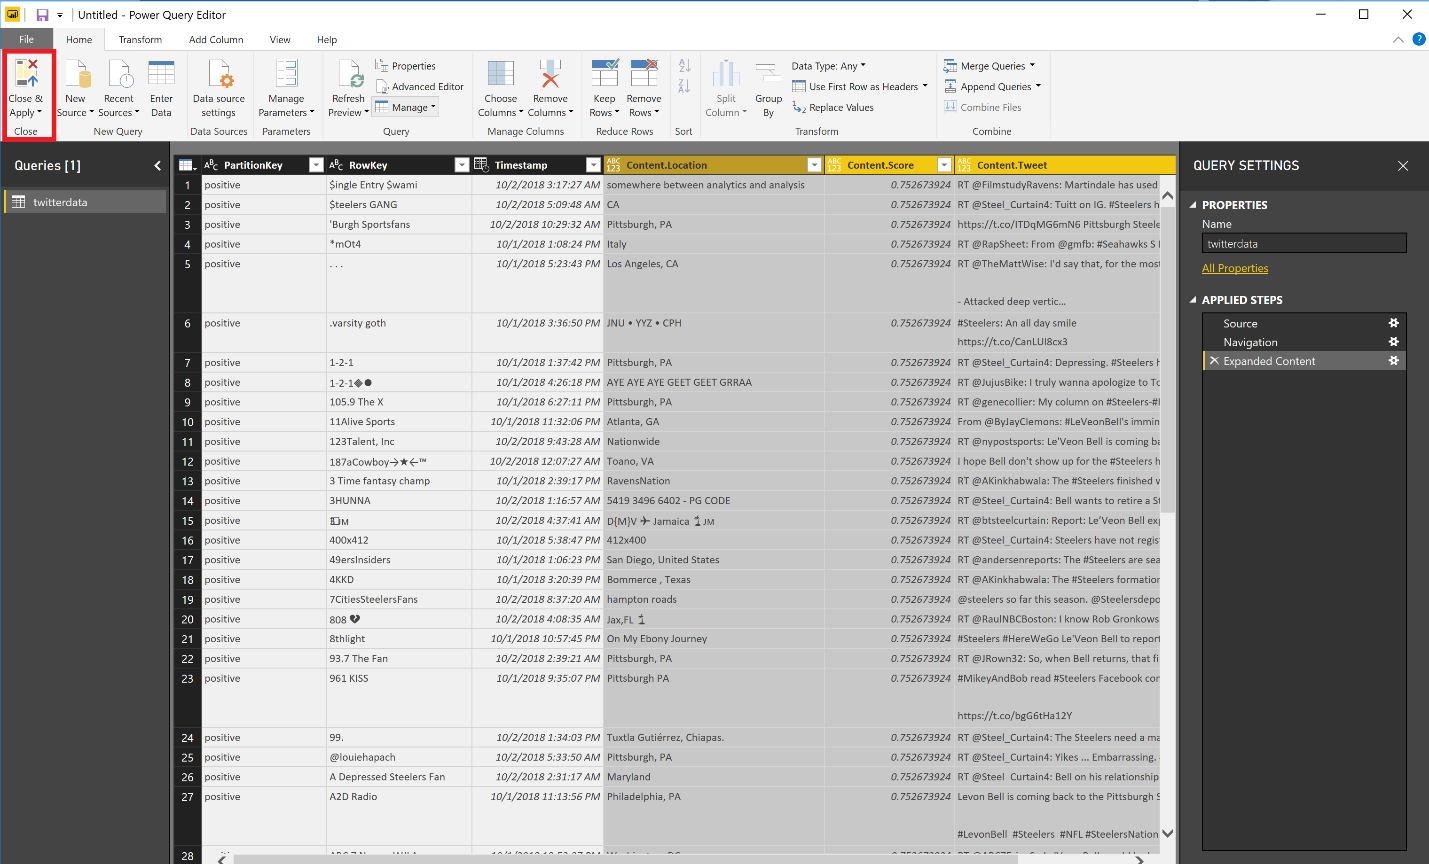 Untitled - Power Query Editor
File Home Transform Add Column View Help
Close & Apply
New Source
Recent Sources
Enter Data
Data source settings
Manage Parameters
Refresh Preview
Properties
Advanced Editor
Manage
Choose Columns
Remove Columns
Keep Rows
Remove Rows
Split Column
Group By
Data Type: Any
Use First Row as Headers
Replace Values
Merge Queries
Append Queries
Combine Files
Close New Query Data Sources Parameters Query Manage Columns Reduce Rows Sort Transform Combine
Queries [1]
twitterdata
PartitionKey RowKey Timestamp Content.Location Content.Score Content.Tweet
1 positive $ingle Entry $wami 10/2/2018 3:17:27 AM somewhere between analytics and analysis 0.752673924 RT @FilmstudyRavens: Martindale has used
2 positive $teelers GANG 10/2/2018 5:09:48 AM CA 0.752673924 RT @Steel_Curtain4: Tuitt on IG. #Steelers h
3 positive 'Burgh Sportsfans 10/2/2018 10:29:32 AM Pittsburgh, PA 0.752673924 https://t.co/ITDqMG6mN6 Pittsburgh Steele
4 positive *mOt4 10/1/2018 1:08:24 PM Italy 0.752673924 RT @RapSheet: From @gmfb: #Seahawks S
5 positive . . . 10/1/2018 5:23:43 PM Los Angeles, CA 0.752673924 RT @TheMattWise: I'd say that, for the most
- Attacked deep vertic...
6 positive .varsity goth 10/1/2018 3:36:50 PM JNU • YYZ • CPH 0.752673924 #Steelers: An all day smile
https://t.co/CanLUI8cx3
7 positive 1-2-1 10/1/2018 1:37:42 PM Pittsburgh, PA 0.752673924 RT @Steel_Curtain4: Depressing. #Steelers h
8 positive 1-2-1◆● 10/1/2018 4:26:18 PM AYE AYE AYE GEET GEET GRRAA 0.752673924 RT @JujusBike: I truly wanna apologize to To
9 positive 105.9 The X 10/1/2018 6:27:11 PM Pittsburgh, PA 0.752673924 RT @genecollier: My column on #Steelers-#
10 positive 11Alive Sports 10/1/2018 11:32:06 PM Atlanta, GA 0.752673924 From @ByJayClemons: #LeVeonBell's immin
11 positive 123Talent, Inc 10/2/2018 9:43:28 AM Nationwide 0.752673924 RT @nypostsports: Le'Veon Bell is coming ba
12 positive 187aCowboy→★←™ 10/2/2018 12:07:27 AM Toano, VA 0.752673924 I hope Bell don't show up for the #Steelers h
13 positive 3 Time fantasy champ 10/1/2018 2:39:17 PM RavensNation 0.752673924 RT @AKinkhabwala: The #Steelers finished v
14 positive 3HUNNA 10/2/2018 1:16:57 AM 5419 3496 6402 - PG CODE 0.752673924 RT @Steel_Curtain4: Bell wants to retire a St
15 positive M 10/2/2018 4:37:41 AM D{M}V ✈ Jamaica 🏝JM 0.752673924 RT @btsteelcurtain: Report: Le'Veon Bell exp
16 positive 400x412 10/1/2018 5:38:47 PM 412x400 0.752673924 RT @Steel_Curtain4: Steelers have not regis
17 positive 49ersInsiders 10/1/2018 1:06:23 PM San Diego, United States 0.752673924 RT @andersenreports: The #Steelers are sea
18 positive 4KKD 10/1/2018 3:20:39 PM Bommerce , Texas 0.752673924 RT @AKinkhabwala: The #Steelers formation
19 positive 7CitiesSteelersFans 10/2/2018 8:37:20 AM hampton roads 0.752673924 @steelers so far this season. @Steelersdepo
20 positive 808 💔 10/2/2018 4:08:35 AM Jax,FL 🏝 0.752673924 RT @RaulNBCBoston: I know Rob Gronkows
21 positive 8thlight 10/1/2018 10:57:45 PM On My Ebony Journey 0.752673924 #Steelers #HereWeGo Le'Veon Bell to report
22 positive 93.7 The Fan 10/2/2018 2:39:21 AM Pittsburgh, PA 0.752673924 RT @JRown32: So, when Bell returns, that fi
23 positive 961 KISS 10/1/2018 9:35:07 PM Pittsburgh PA 0.752673924 #MikeyAndBob read #Steelers Facebook con
https://t.co/bgG6tHa12Y
24 positive 99. 10/2/2018 1:34:03 PM Tuxtla Gutiérrez, Chiapas. 0.752673924 RT @Steel_Curtain4: The Steelers need a ma
25 positive @louiehapach 10/2/2018 5:33:50 AM Pittsburgh, PA 0.752673924 RT @Steel_Curtain4: Yikes ... Embarrassing.
26 positive A Depressed Steelers Fan 10/2/2018 2:31:17 AM Maryland 0.752673924 RT @Steel_Curtain4: Bell on his relationship
27 positive A2D Radio 10/1/2018 11:13:56 PM Philadelphia, PA 0.752673924 Levon Bell is coming back to the Pittsburgh S
#LevonBell #Steelers #NFL #SteelersNation
28
QUERY SETTINGS
PROPERTIES
Name
twitterdata
All Properties
APPLIED STEPS
Source
Navigation
Expanded Content